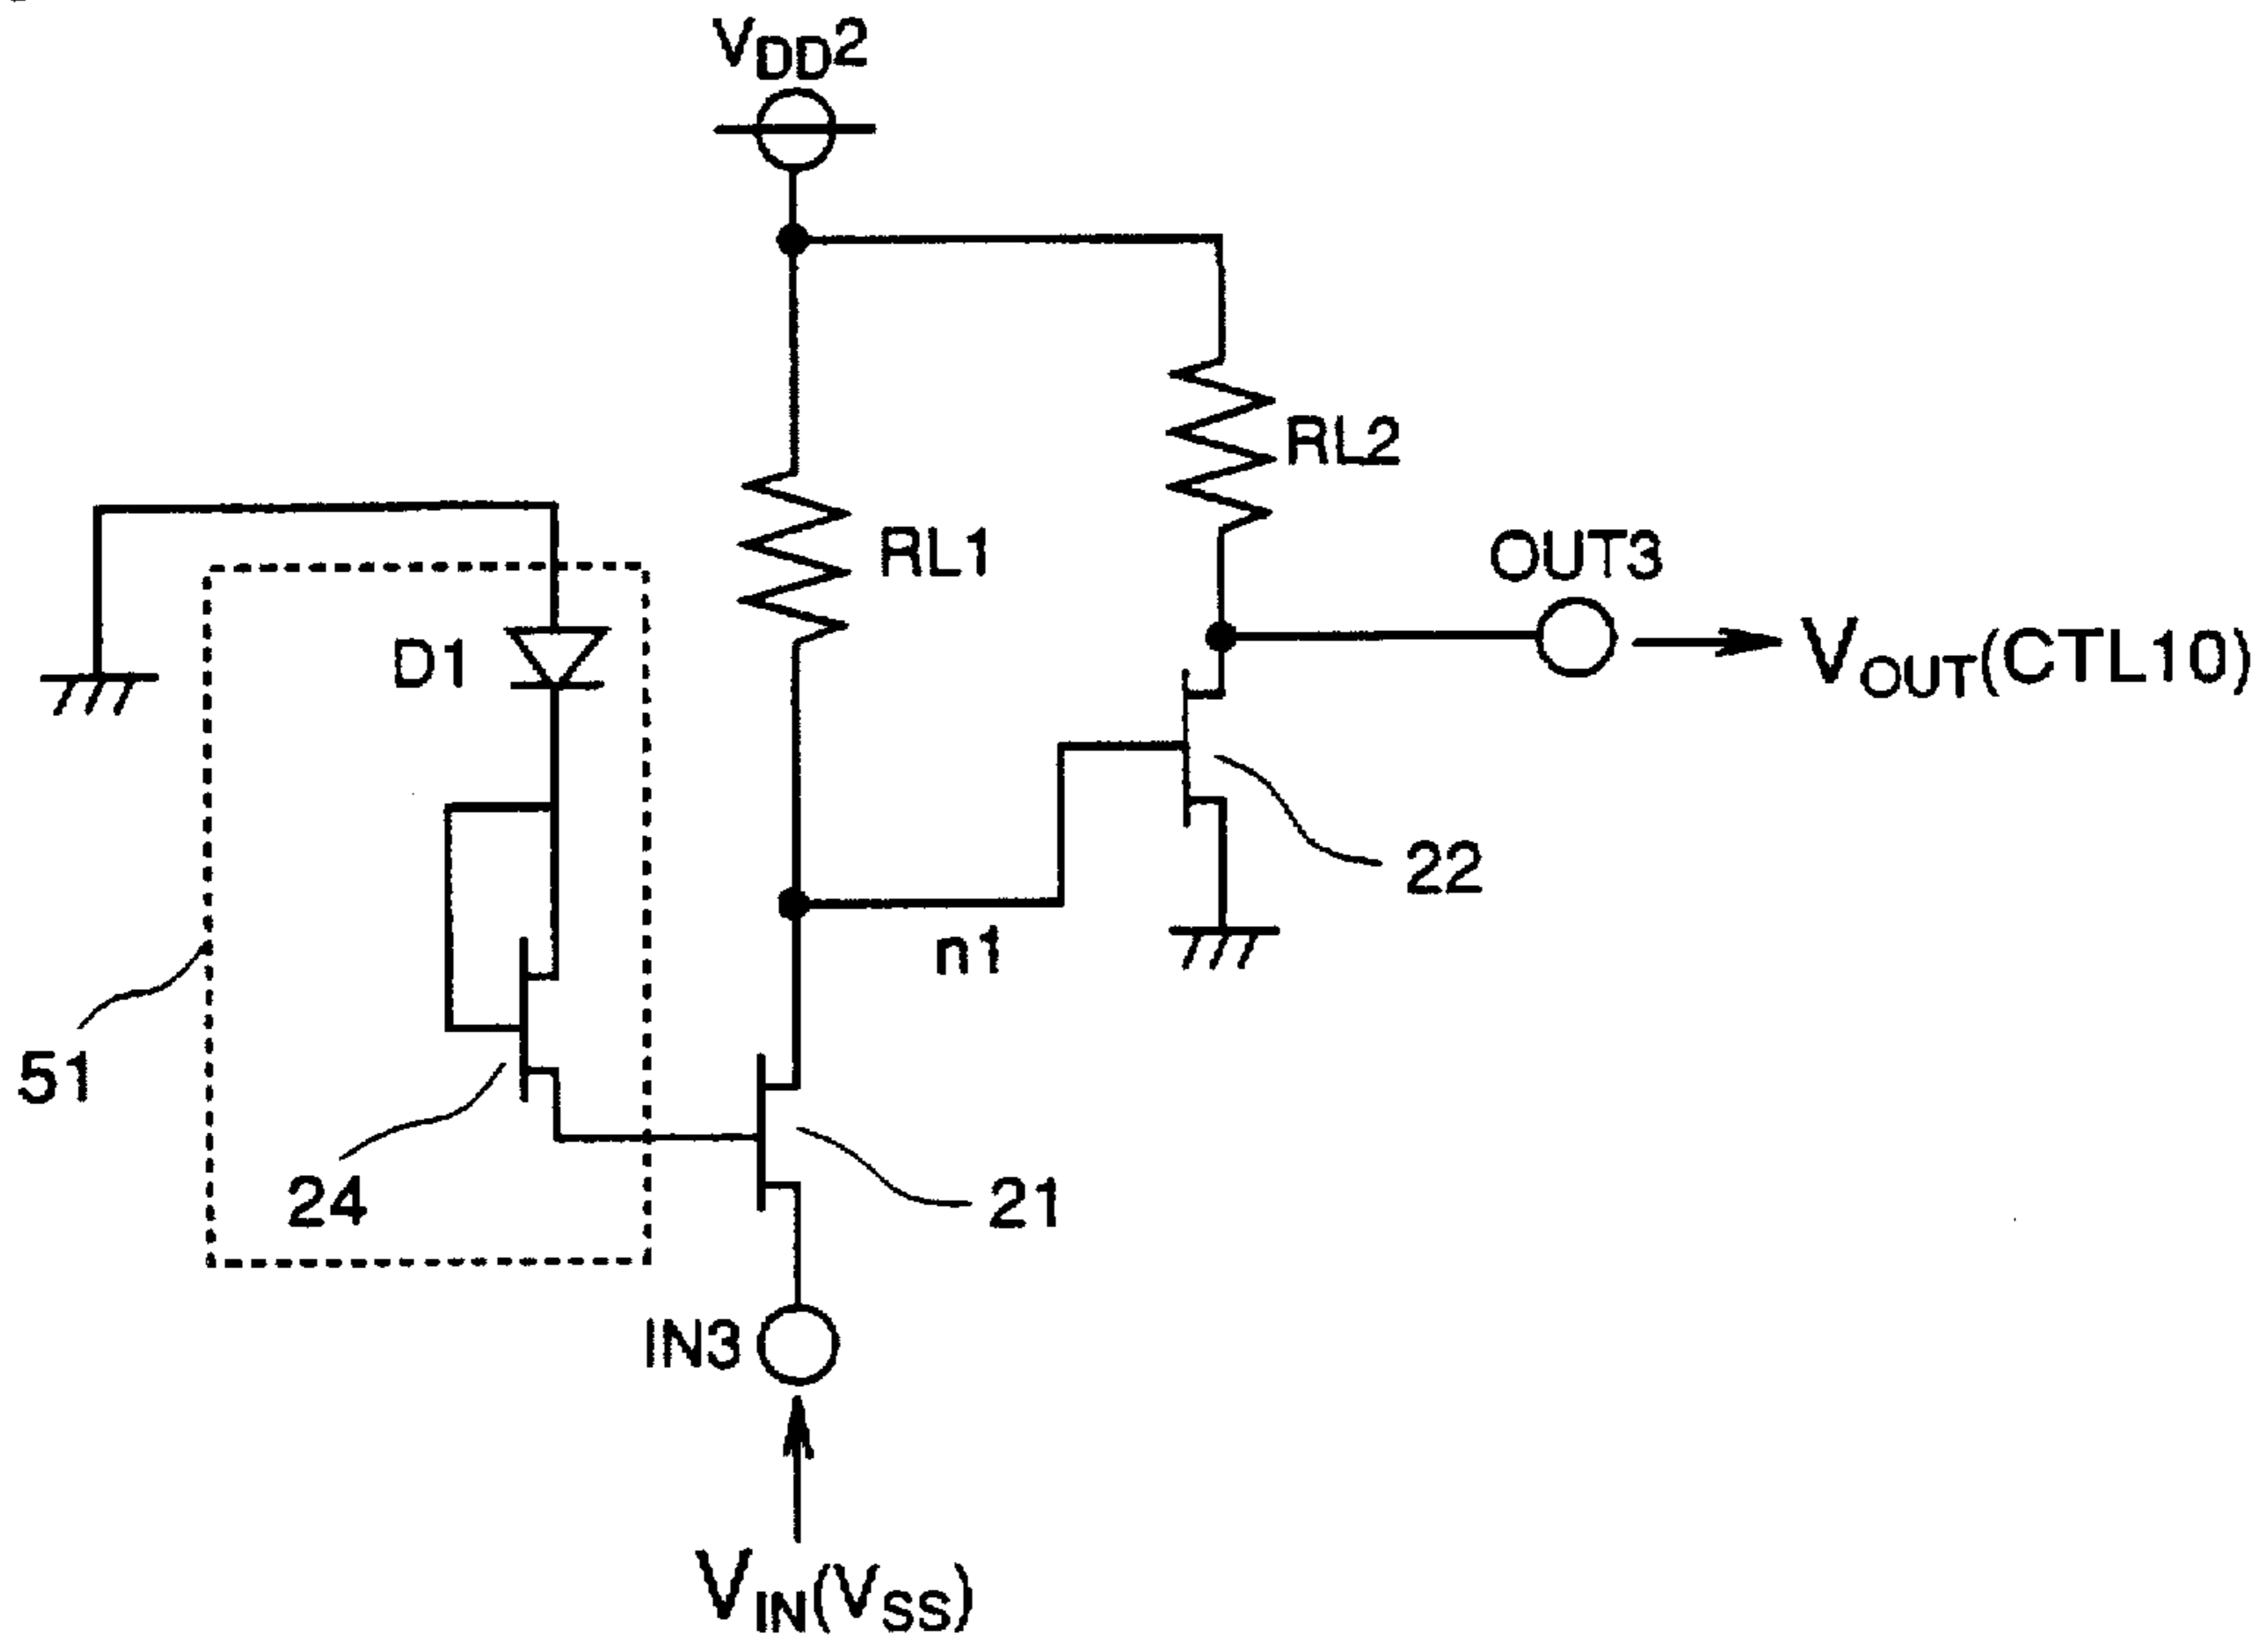 VDD2
RL2
RL1
OUT3
D1
VOUT(CTL10)
22
n1
51
24
21
IN3
VIN(VSS)